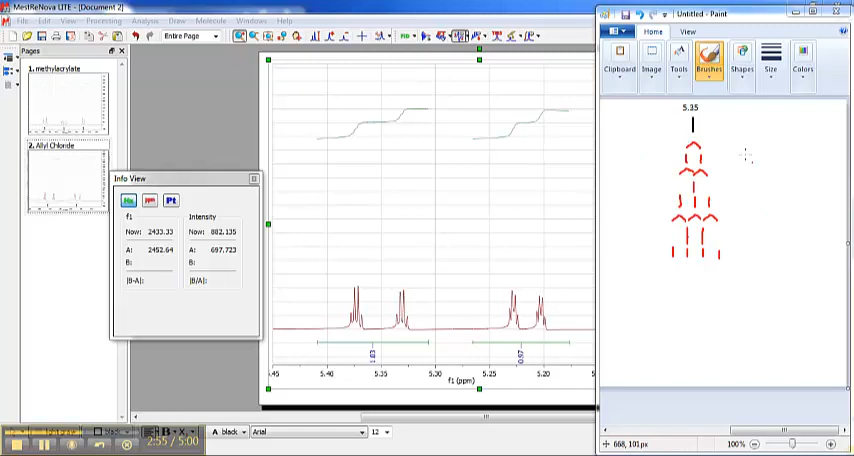 MestReNova LITE - [Document 2]
File Edit View Processing Analysis Draw Molecule Windows Help
Entire Page
Pages
1. methylacrylate
2. Allyl Chloride
Info View
Hz ppm Pt
f1 Intensity
Now: 2433.33 Now: 882.135
A: 2452.64 A: 697.723
B: B:
|B-A|: |B/A|:
1.03 0.97
5.45 5.40 5.35 5.30 5.25 5.20
f1 (ppm)
black B X A black Arial 12
2:55 / 5:00
Untitled - Paint
Home View
Clipboard Image Tools Brushes Shapes Size Colors
5.35
668, 101px 100%